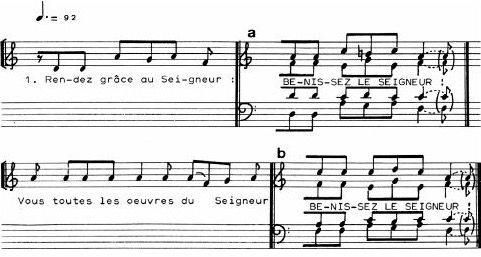 ♩. = 92
a
1. Ren-dez grâce au Sei-gneur :
BE-NIS-SEZ LE SEIGNEUR :
b
Vous toutes les oeuvres du Seigneur
BE-NIS-SEZ LE SEIGNEUR